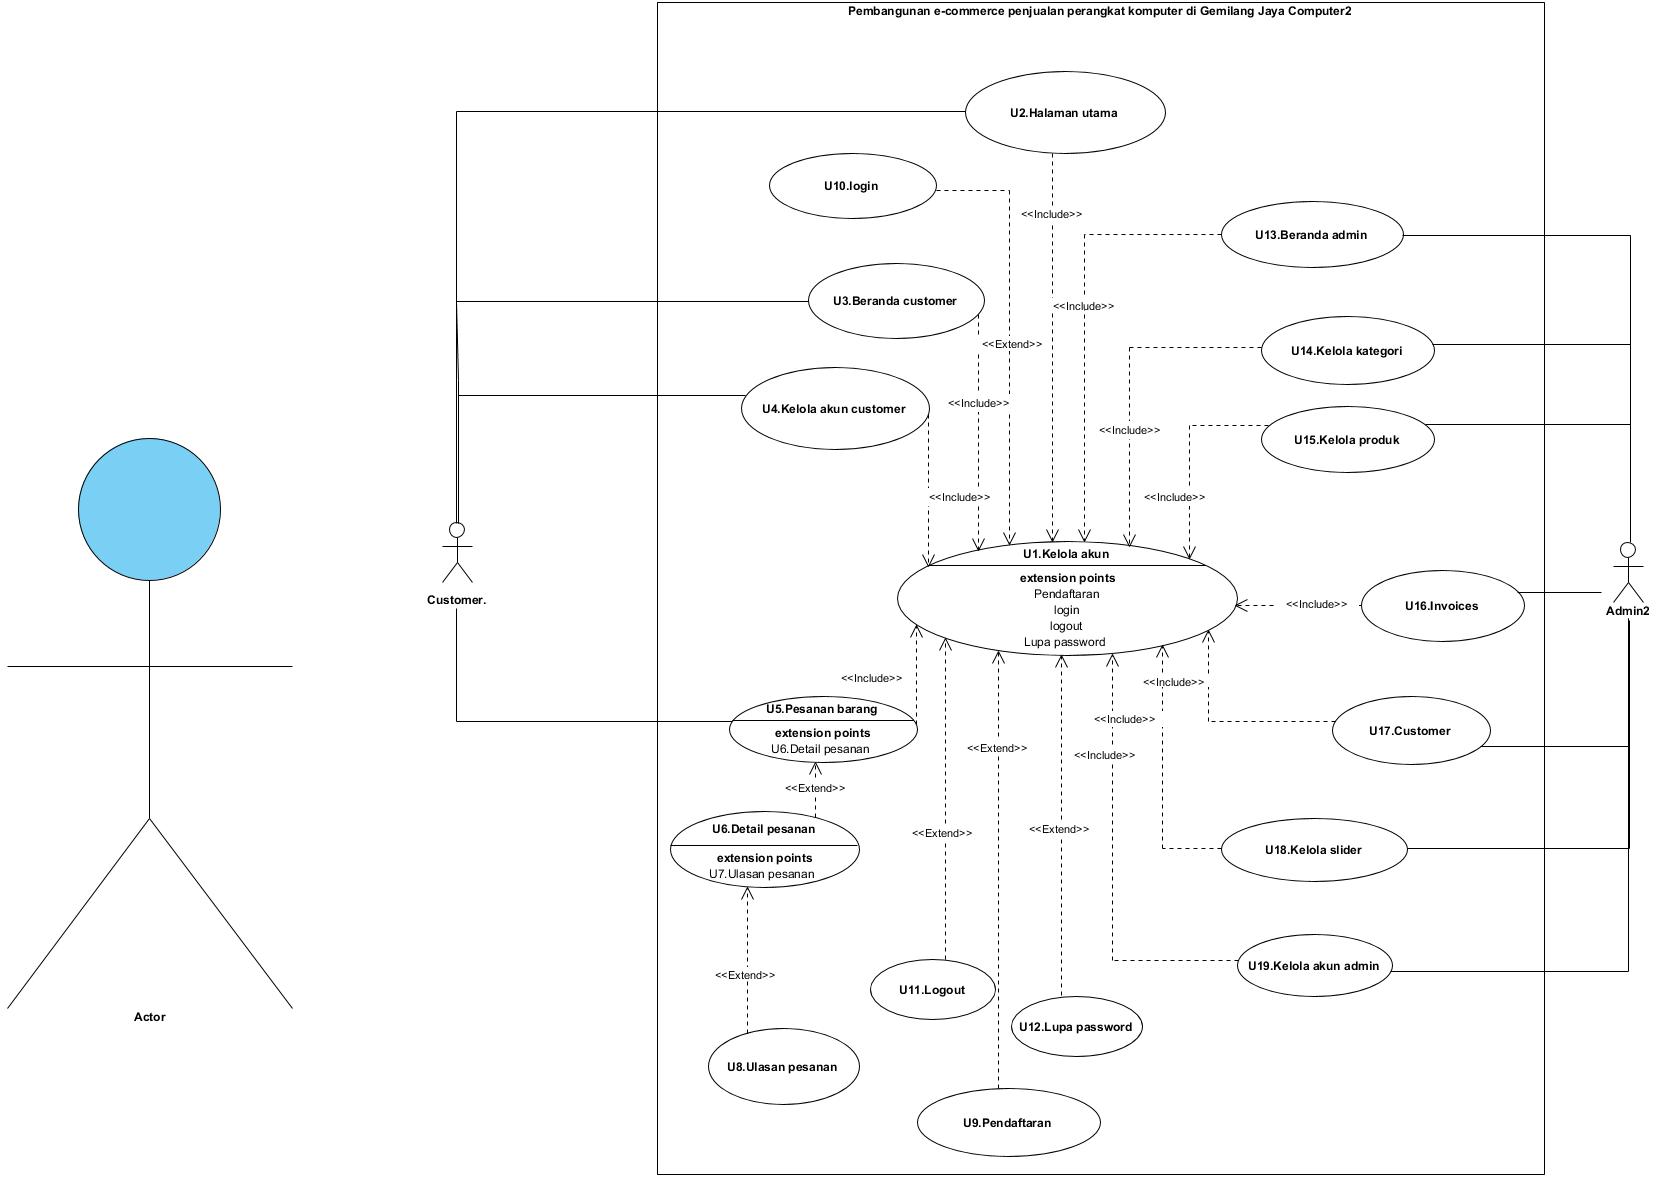 Pembangunan e-commerce penjualan perangkat komputer di Gemilang Jaya Computer2
U2.Halaman utama
U10.login
<<Include>>
U13.Beranda admin
U3.Beranda customer
<<Include>>
<<Extend>>
U14.Kelola kategori
<<Include>>
U4.Kelola akun customer
<<Include>>
U15.Kelola produk
<<Include>>
<<Include>>
U1.Kelola akun
extension points
Pendaftaran
login
logout
Lupa password
Customer.
<<Include>>
U16.Invoices
Admin2
<<Include>>
<<Include>>
U5.Pesanan barang
extension points
U6.Detail pesanan
<<Include>>
U17.Customer
<<Extend>>
<<Include>>
<<Extend>>
U6.Detail pesanan
extension points
U7.Ulasan pesanan
<<Extend>>
<<Extend>>
U18.Kelola slider
<<Extend>>
U11.Logout
U19.Kelola akun admin
Actor
U12.Lupa password
U8.Ulasan pesanan
U9.Pendaftaran